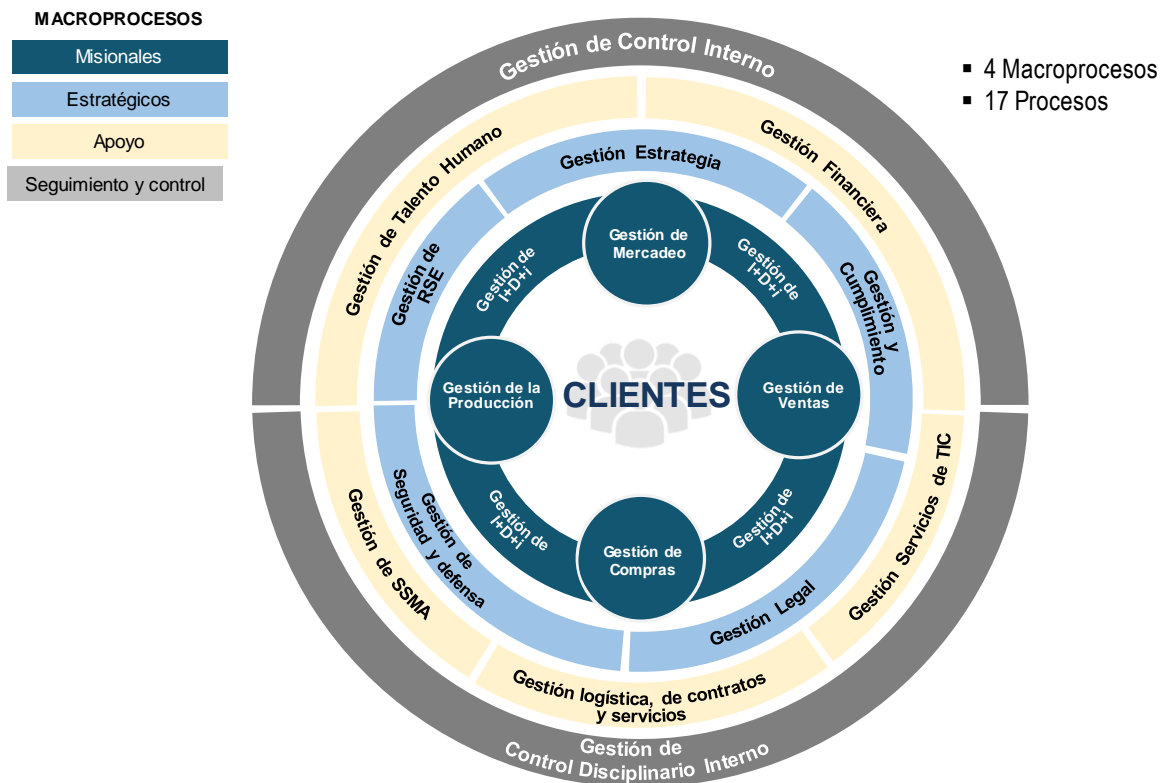 MACROPROCESOS
Misionales
Estratégicos
Apoyo
Seguimiento y control
▪ 4 Macroprocesos
▪ 17 Procesos
Gestión de Control Interno
Gestión de Talento Humano
Gestión Financiera
Gestión Estrategia
Gestión de
RSE
Gestión y
Cumplimiento
Gestión de
I+D+i
Gestión de
Mercadeo
Gestión de
I+D+i
Gestión de la
Producción
CLIENTES
Gestión de
Ventas
Gestión de
I+D+i
Gestión de
Compras
Gestión de
I+D+i
Gestión de
Seguridad y defensa
Gestión Legal
Gestión de SSMA
Gestión Servicios de TIC
Gestión logística, de contratos
y servicios
Gestión de
Control Disciplinario Interno